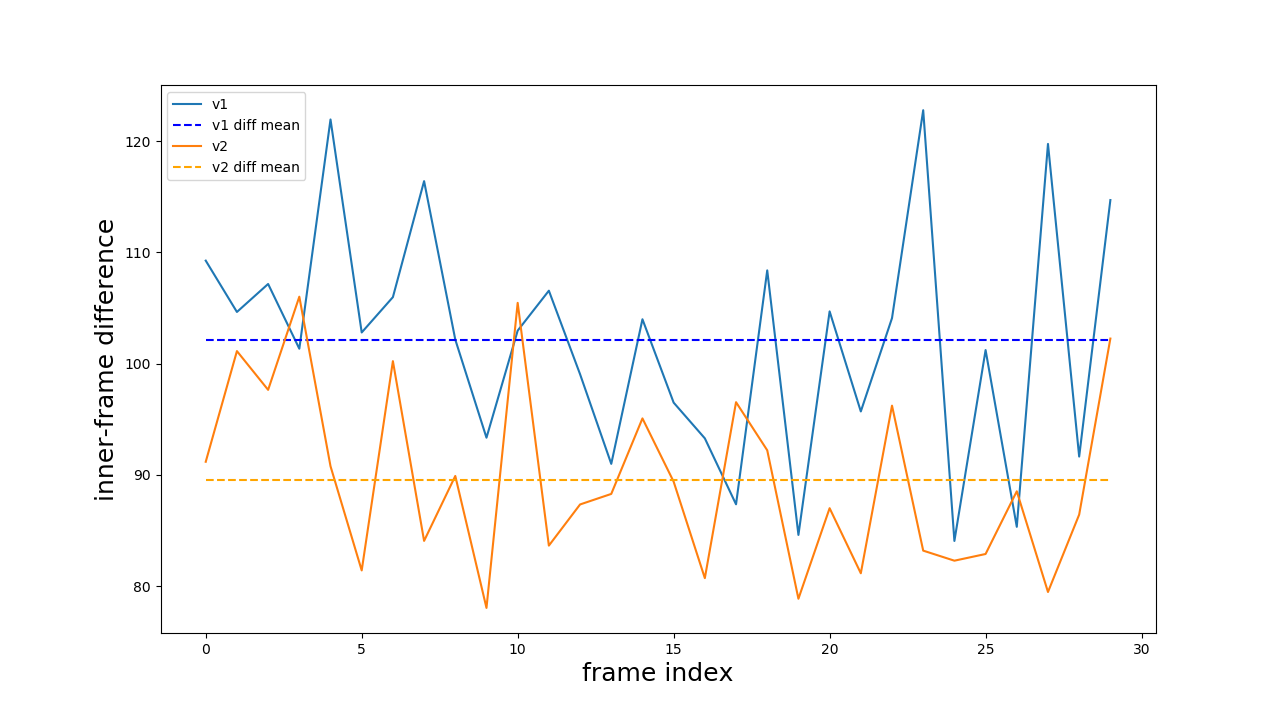 v1
v1 diff mean
v2
v2 diff mean
inner-frame difference
120
110
100
90
80
0 5 10 15 20 25 30
frame index